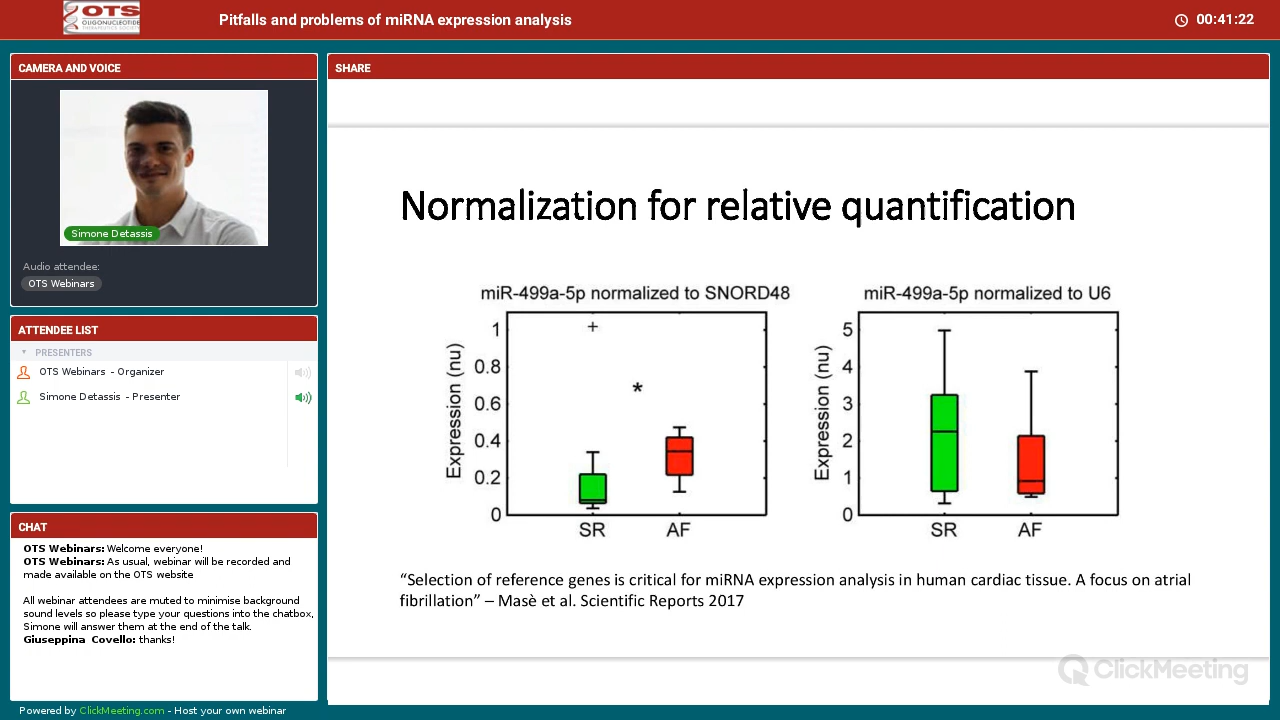 OTS
OLIGONUCLEOTIDE
THERAPEUTICS SOCIETY
Pitfalls and problems of miRNA expression analysis
00:41:22
CAMERA AND VOICE
Simone Detassis
Audio attendee:
OTS Webinars
ATTENDEE LIST
PRESENTERS
OTS Webinars - Organizer
Simone Detassis - Presenter
CHAT
OTS Webinars: Welcome everyone!
OTS Webinars: As usual, webinar will be recorded and
made available on the OTS website
All webinar attendees are muted to minimise background
sound levels so please type your questions into the chatbox,
Simone will answer them at the end of the talk.
Giuseppina Covello: thanks!
Powered by ClickMeeting.com - Host your own webinar
SHARE
Normalization for relative quantification
miR-499a-5p normalized to SNORD48
Expression (nu)
1
0.8
0.6
0.4
0.2
0
+
*
SR AF
miR-499a-5p normalized to U6
Expression (nu)
5
4
3
2
1
0
SR AF
“Selection of reference genes is critical for miRNA expression analysis in human cardiac tissue. A focus on atrial
fibrillation” – Masè et al. Scientific Reports 2017
ClickMeeting